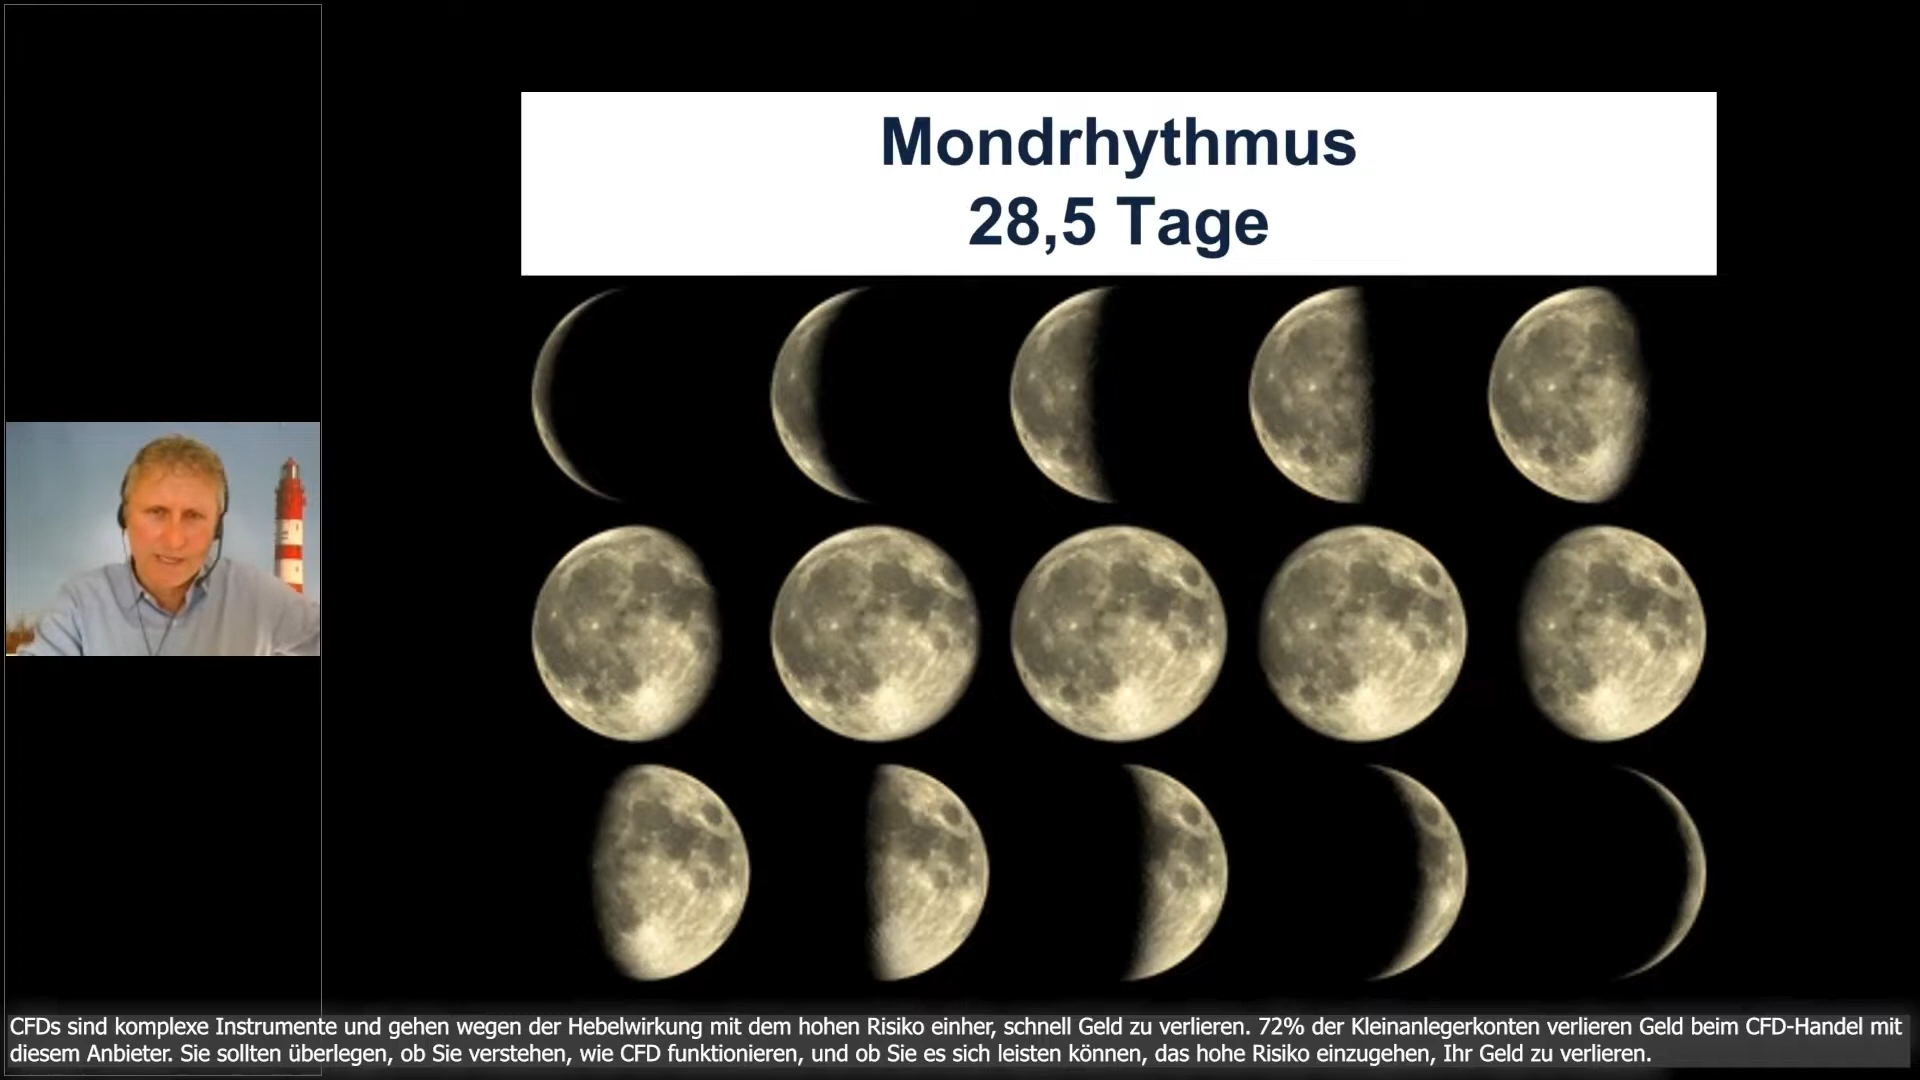 Mondrhythmus
28,5 Tage
CFDs sind komplexe Instrumente und gehen wegen der Hebelwirkung mit dem hohen Risiko einher, schnell Geld zu verlieren. 72% der Kleinanlegerkonten verlieren Geld beim CFD-Handel mit
diesem Anbieter. Sie sollten überlegen, ob Sie verstehen, wie CFD funktionieren, und ob Sie es sich leisten können, das hohe Risiko einzugehen, Ihr Geld zu verlieren.